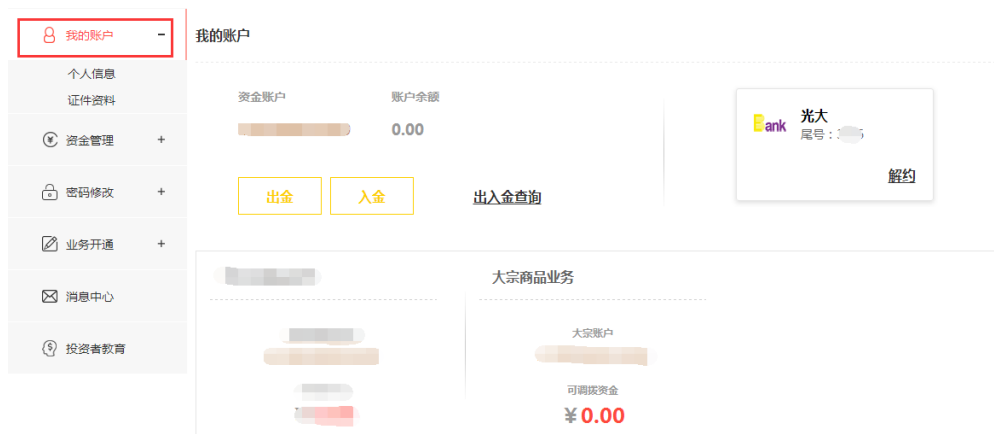 我的账户
个人信息
证件资料
资金管理
密码修改
业务开通
消息中心
投资者教育
我的账户
资金账户
账户余额
0.00
出金
入金
出入金查询
Bank
光大
尾号：
解约
大宗商品业务
大宗账户
可调拨资金
¥0.00